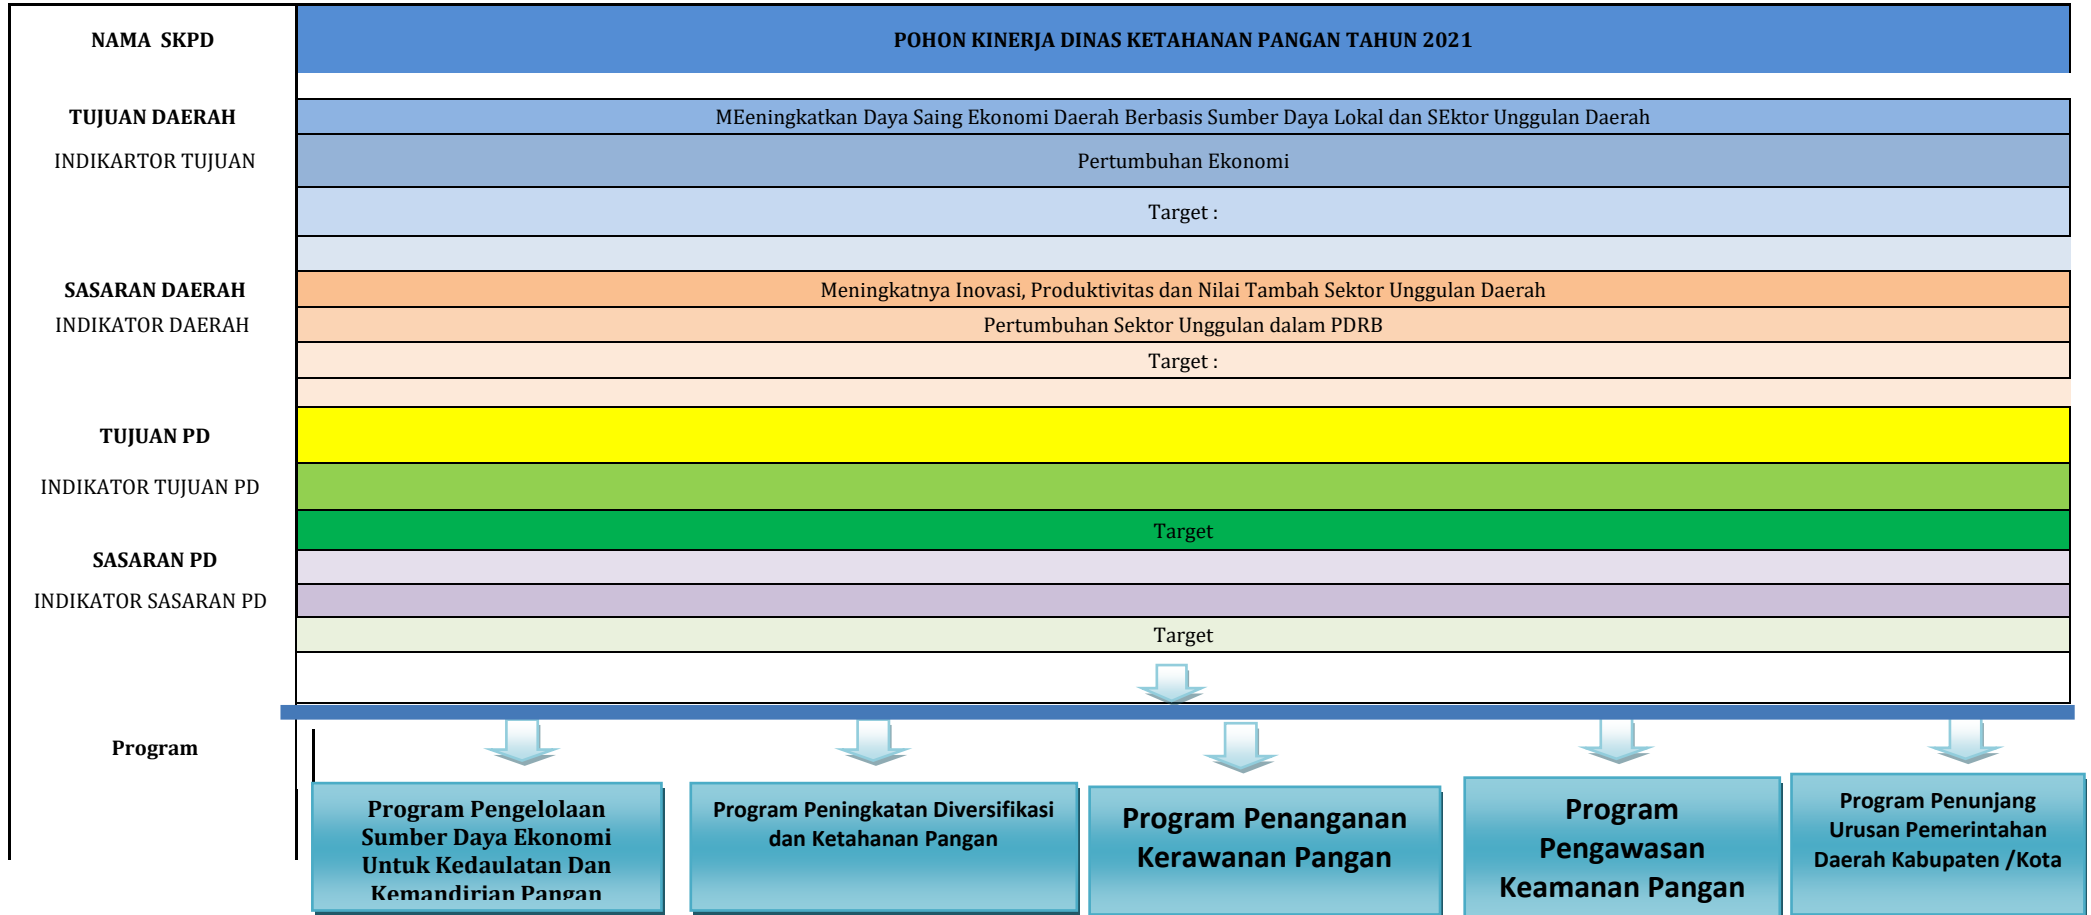 NAMA SKPD
POHON KINERJA DINAS KETAHANAN PANGAN TAHUN 2021
TUJUAN DAERAH
MEeningkatkan Daya Saing Ekonomi Daerah Berbasis Sumber Daya Lokal dan SEktor Unggulan Daerah
INDIKARTOR TUJUAN
Pertumbuhan Ekonomi
Target :
SASARAN DAERAH
Meningkatnya Inovasi, Produktivitas dan Nilai Tambah Sektor Unggulan Daerah
INDIKATOR DAERAH
Pertumbuhan Sektor Unggulan dalam PDRB
Target :
TUJUAN PD
INDIKATOR TUJUAN PD
Target
SASARAN PD
INDIKATOR SASARAN PD
Target
Program
Program Pengelolaan
Sumber Daya Ekonomi
Untuk Kedaulatan Dan
Kemandirian Pangan
Program Peningkatan Diversifikasi
dan Ketahanan Pangan
Program Penanganan
Kerawanan Pangan
Program
Pengawasan
Keamanan Pangan
Program Penunjang
Urusan Pemerintahan
Daerah Kabupaten /Kota